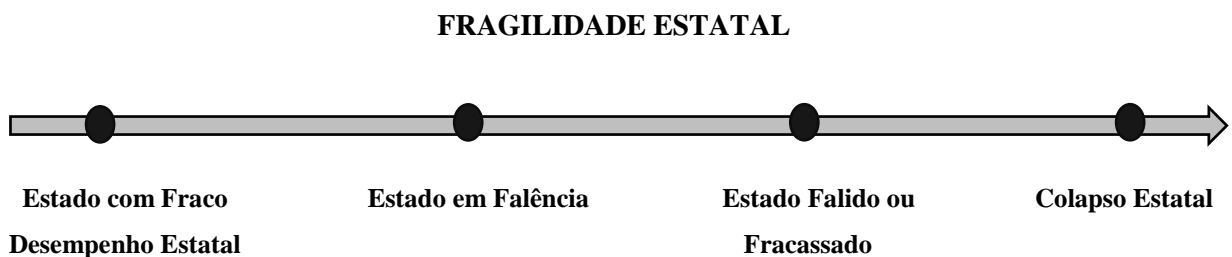 FRAGILIDADE ESTATAL
Estado com Fraco
Desempenho Estatal
Estado em Falência
Estado Falido ou
Fracassado
Colapso Estatal